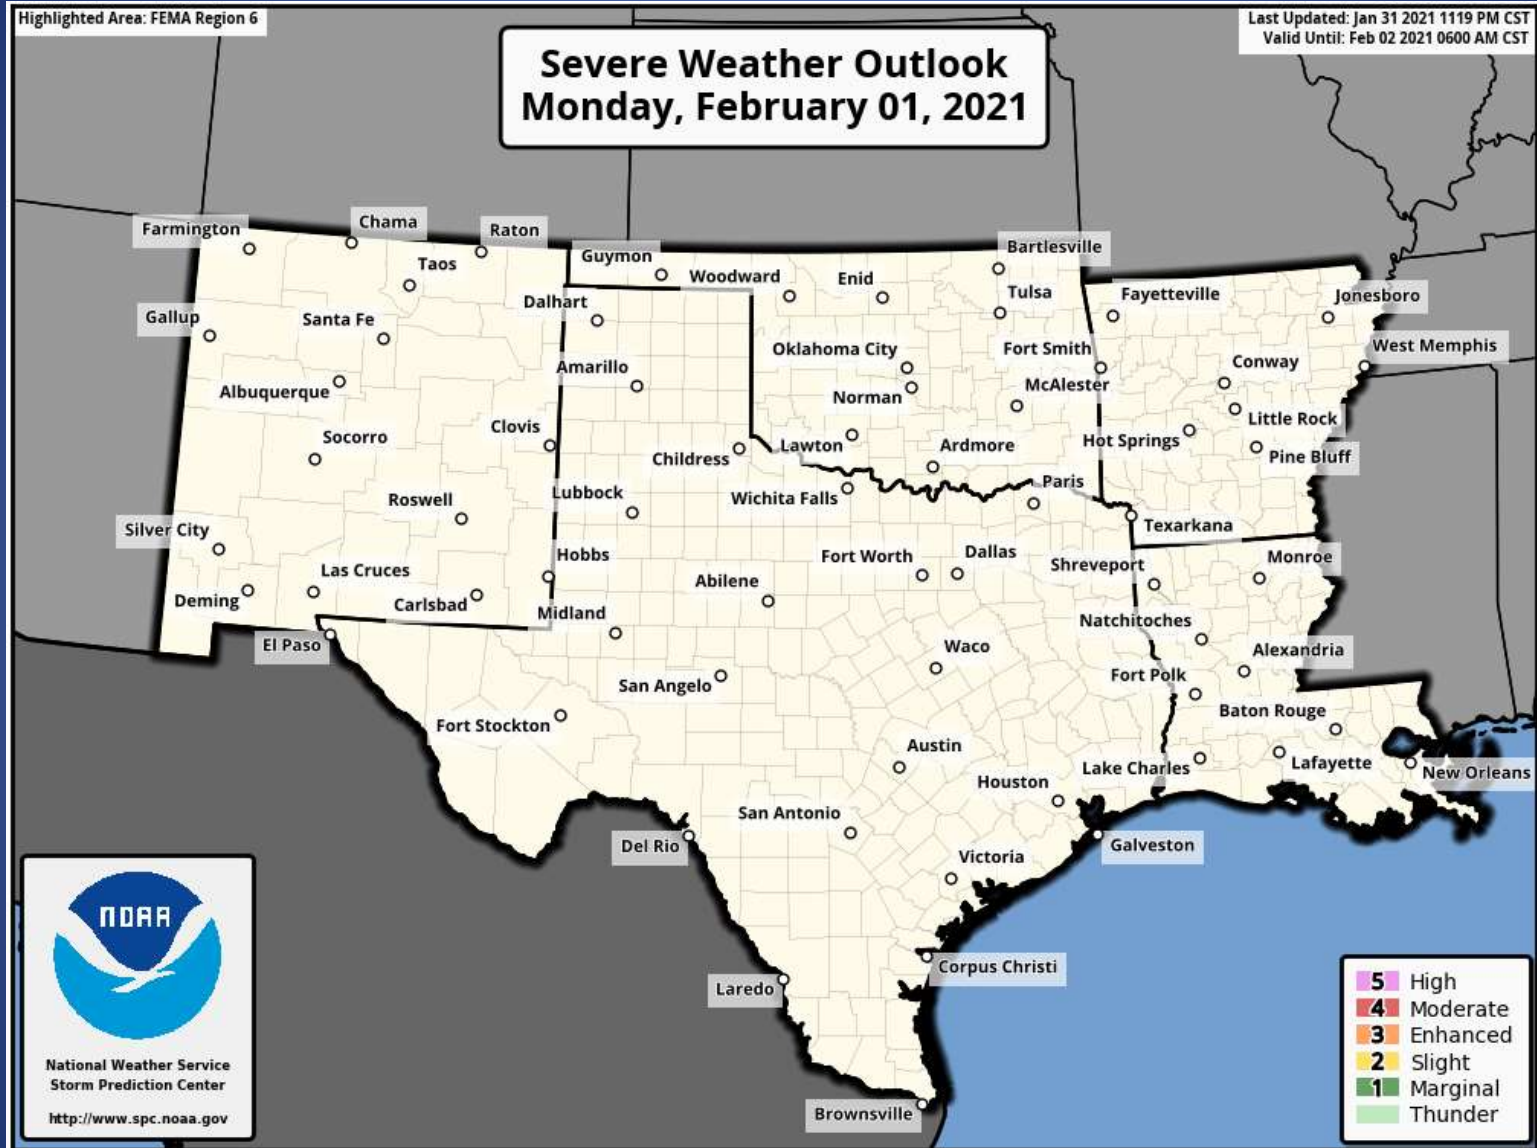 Highlighted Area: FEMA Region 6
Last Updated: Jan 31 2021 1119 PM CST
Valid Until: Feb 02 2021 0600 AM CST
Severe Weather Outlook
Monday, February 01, 2021
Farmington
Chama
Raton
Taos
Guymon
Woodward
Enid
Bartlesville
Tulsa
Fayetteville
Jonesboro
Gallup
Santa Fe
Dalhart
Oklahoma City
Fort Smith
Conway
West Memphis
Albuquerque
Amarillo
Norman
McAlester
Little Rock
Socorro
Clovis
Childress
Lawton
Ardmore
Hot Springs
Pine Bluff
Roswell
Lubbock
Wichita Falls
Paris
Texarkana
Silver City
Las Cruces
Hobbs
Abilene
Fort Worth
Dallas
Shreveport
Monroe
Deming
Carlsbad
Midland
Natchitoches
El Paso
San Angelo
Waco
Fort Polk
Alexandria
Fort Stockton
Austin
Baton Rouge
Houston
Lake Charles
Lafayette
New Orleans
San Antonio
Del Rio
Victoria
Galveston
Laredo
Corpus Christi
Brownsville
NOAA
National Weather Service
Storm Prediction Center
http://www.spc.noaa.gov
5 High
4 Moderate
3 Enhanced
2 Slight
1 Marginal
Thunder